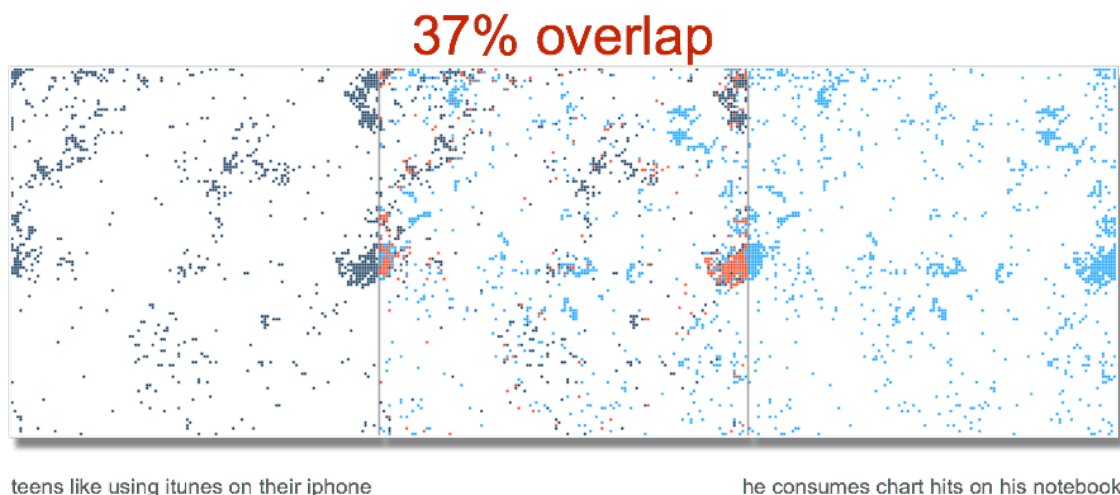 37% overlap
teens like using itunes on their iphone
he consumes chart hits on his notebook